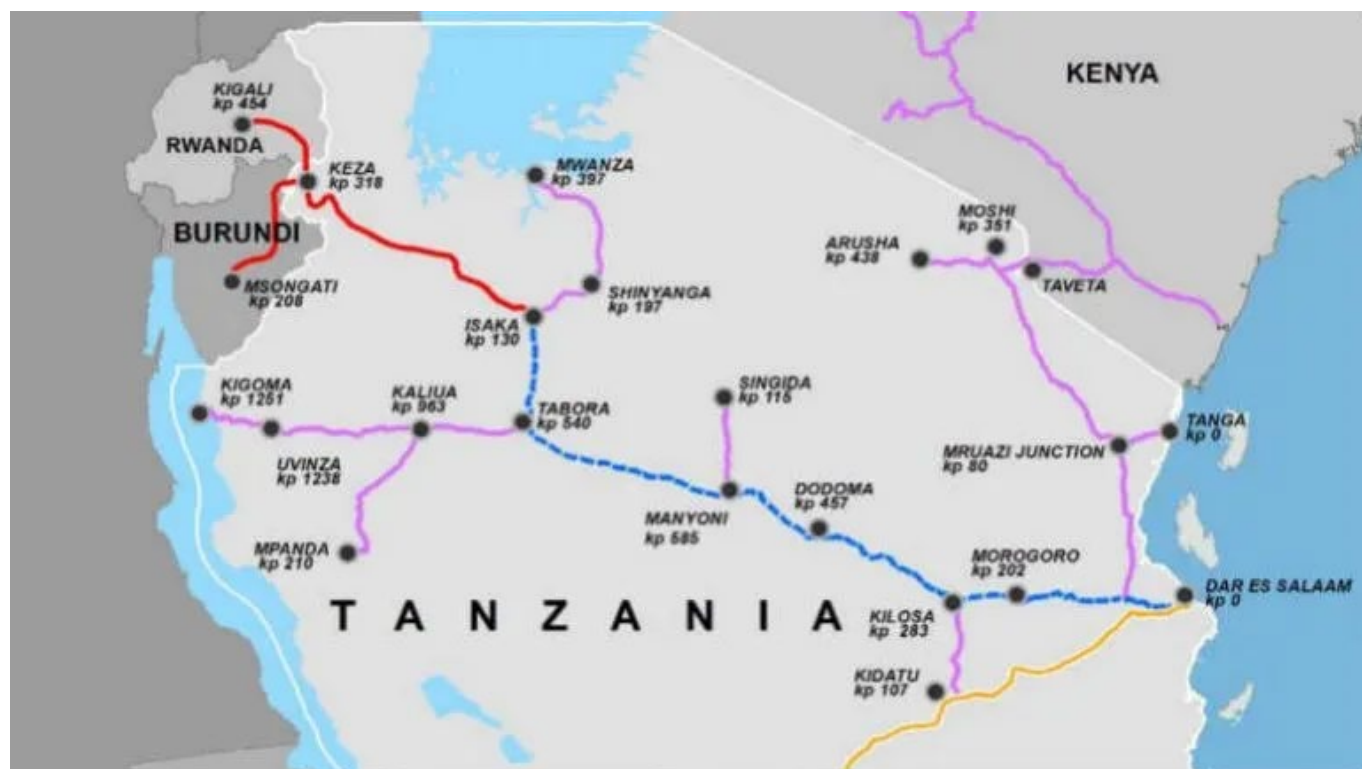 KENYA
KIGALI
kp 454
RWANDA
KEZA
kp 318
MWANZA
kp 397
BURUNDI
MSONGATI
kp 208
MOSHI
kp 351
ARUSHA
kp 438
TAVETA
SHINYANGA
kp 197
ISAKA
kp 130
KIGOMA
kp 1251
KALIUA
kp 963
TABORA
kp 540
SINGIDA
kp 115
TANGA
kp 0
MRUAZI JUNCTION
kp 80
UVINZA
kp 1238
MANYONI
kp 585
DODOMA
kp 457
MPANDA
kp 210
MOROGORO
kp 202
DAR ES SALAAM
kp 0
TANZANIA
KILOSA
kp 283
KIDATU
kp 107